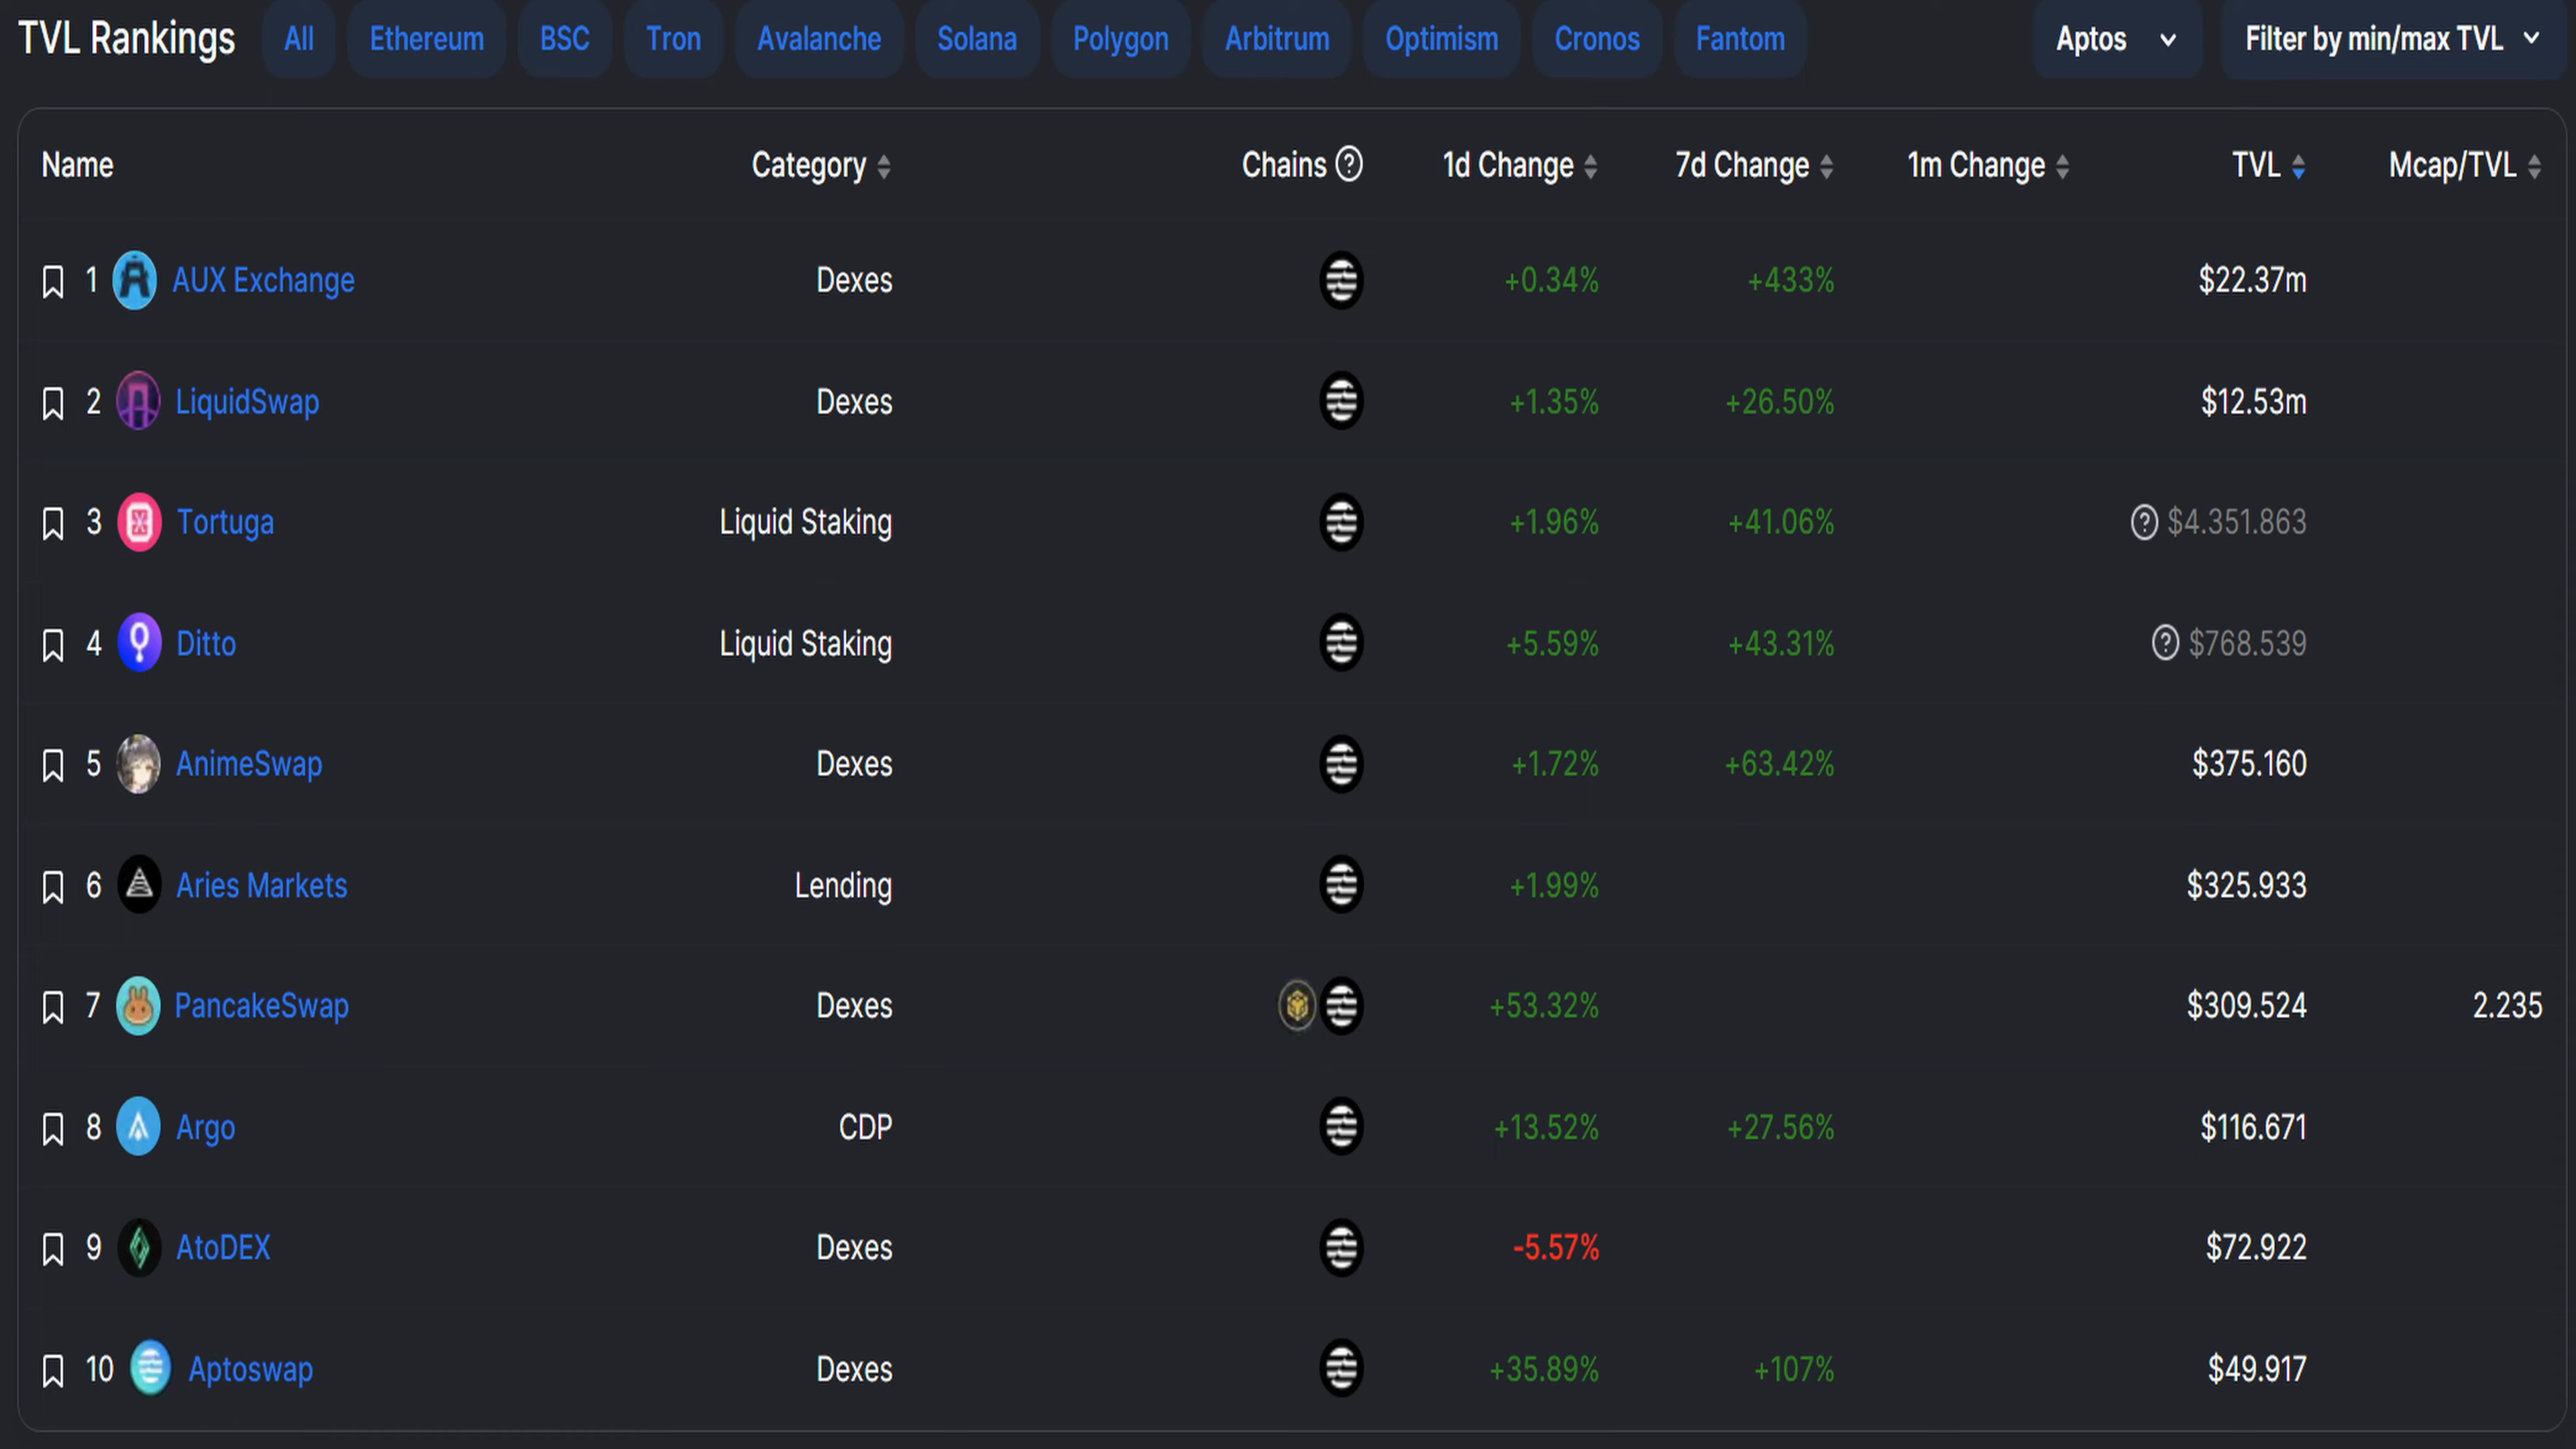 TVL Rankings All Ethereum BSC Tron Avalanche Solana Polygon Arbitrum Optimism Cronos Fantom Aptos Filter by min/max TVL
Name Category Chains ? 1d Change 7d Change 1m Change TVL Mcap/TVL
1 AUX Exchange Dexes +0.34% +433% $22.37m
2 LiquidSwap Dexes +1.35% +26.50% $12.53m
3 Tortuga Liquid Staking +1.96% +41.06% ? $4.351.863
4 Ditto Liquid Staking +5.59% +43.31% ? $768.539
5 AnimeSwap Dexes +1.72% +63.42% $375.160
6 Aries Markets Lending +1.99% $325.933
7 PancakeSwap Dexes +53.32% $309.524 2.235
8 Argo CDP +13.52% +27.56% $116.671
9 AtoDEX Dexes -5.57% $72.922
10 Aptoswap Dexes +35.89% +107% $49.917